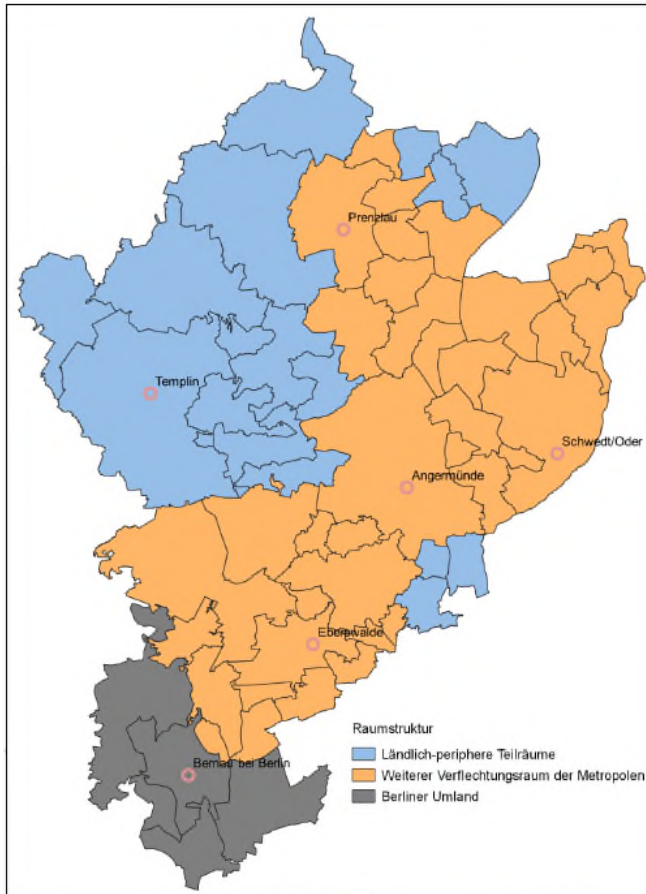 Prenzlau
Templin
Schwedt/Oder
Angermünde
Eberswalde
Raumstruktur
Ländlich-periphere Teilräume
Bernau bei Berlin
Weiterer Verflechtungsraum der Metropolen
Berliner Umland